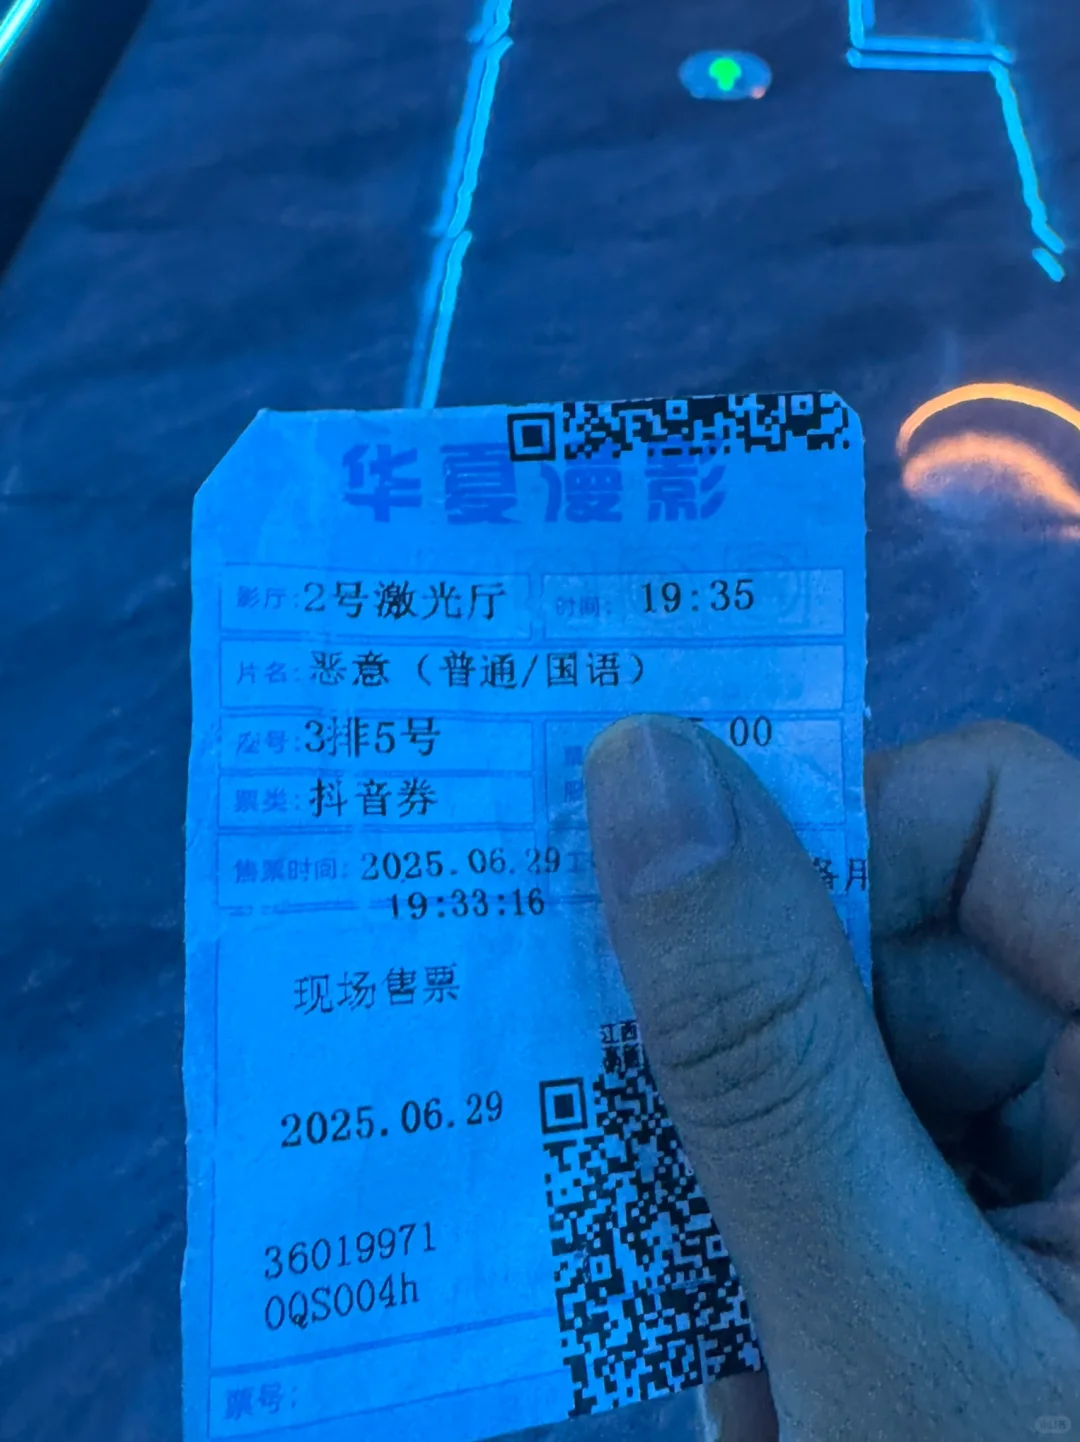 华夏漫影
影厅:2号激光厅 时间: 19:35
片名:恶意（普通/国语）
座号:3排5号 00
票类:抖音券
售票时间: 2025.06.29
19:33:16
现场售票
江西
2025.06.29
36019971
0QS004h
票号: